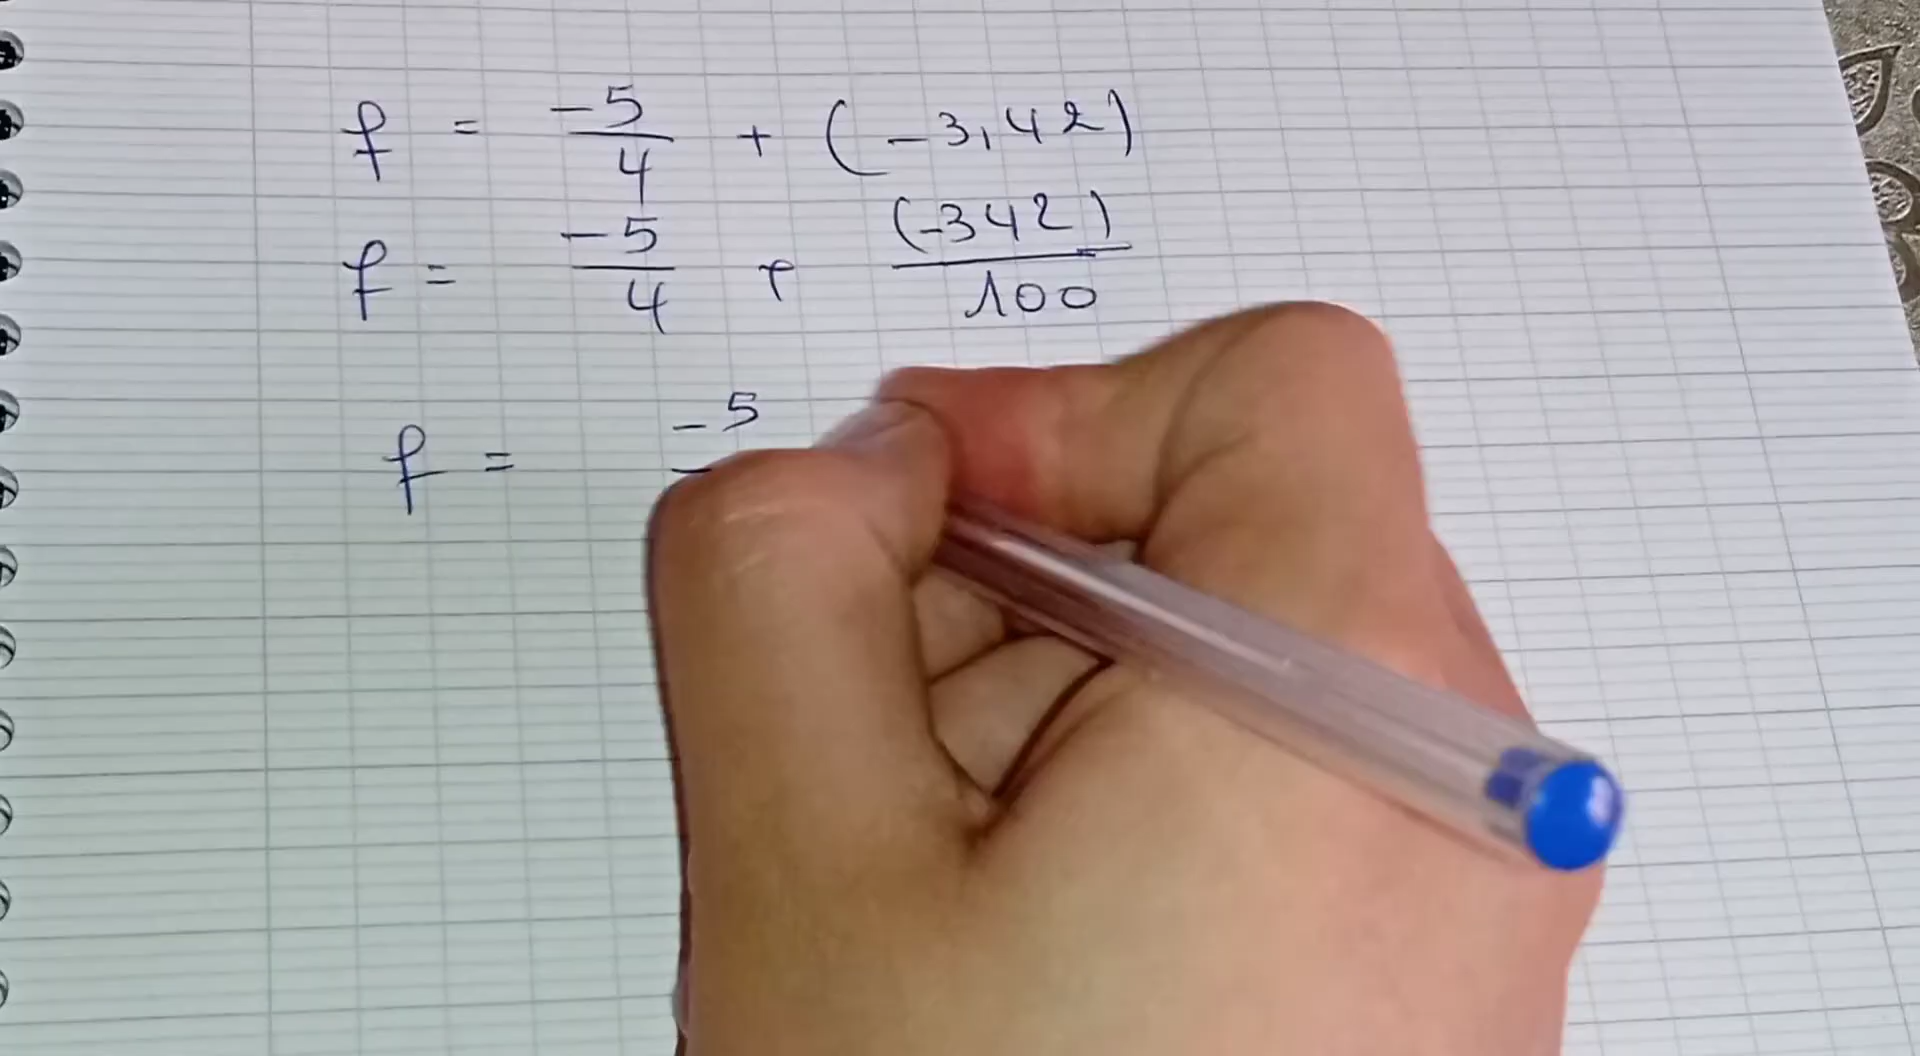 f = -5/4 + (-3,42)
f = -5/4 + (-342)/100
f = -5